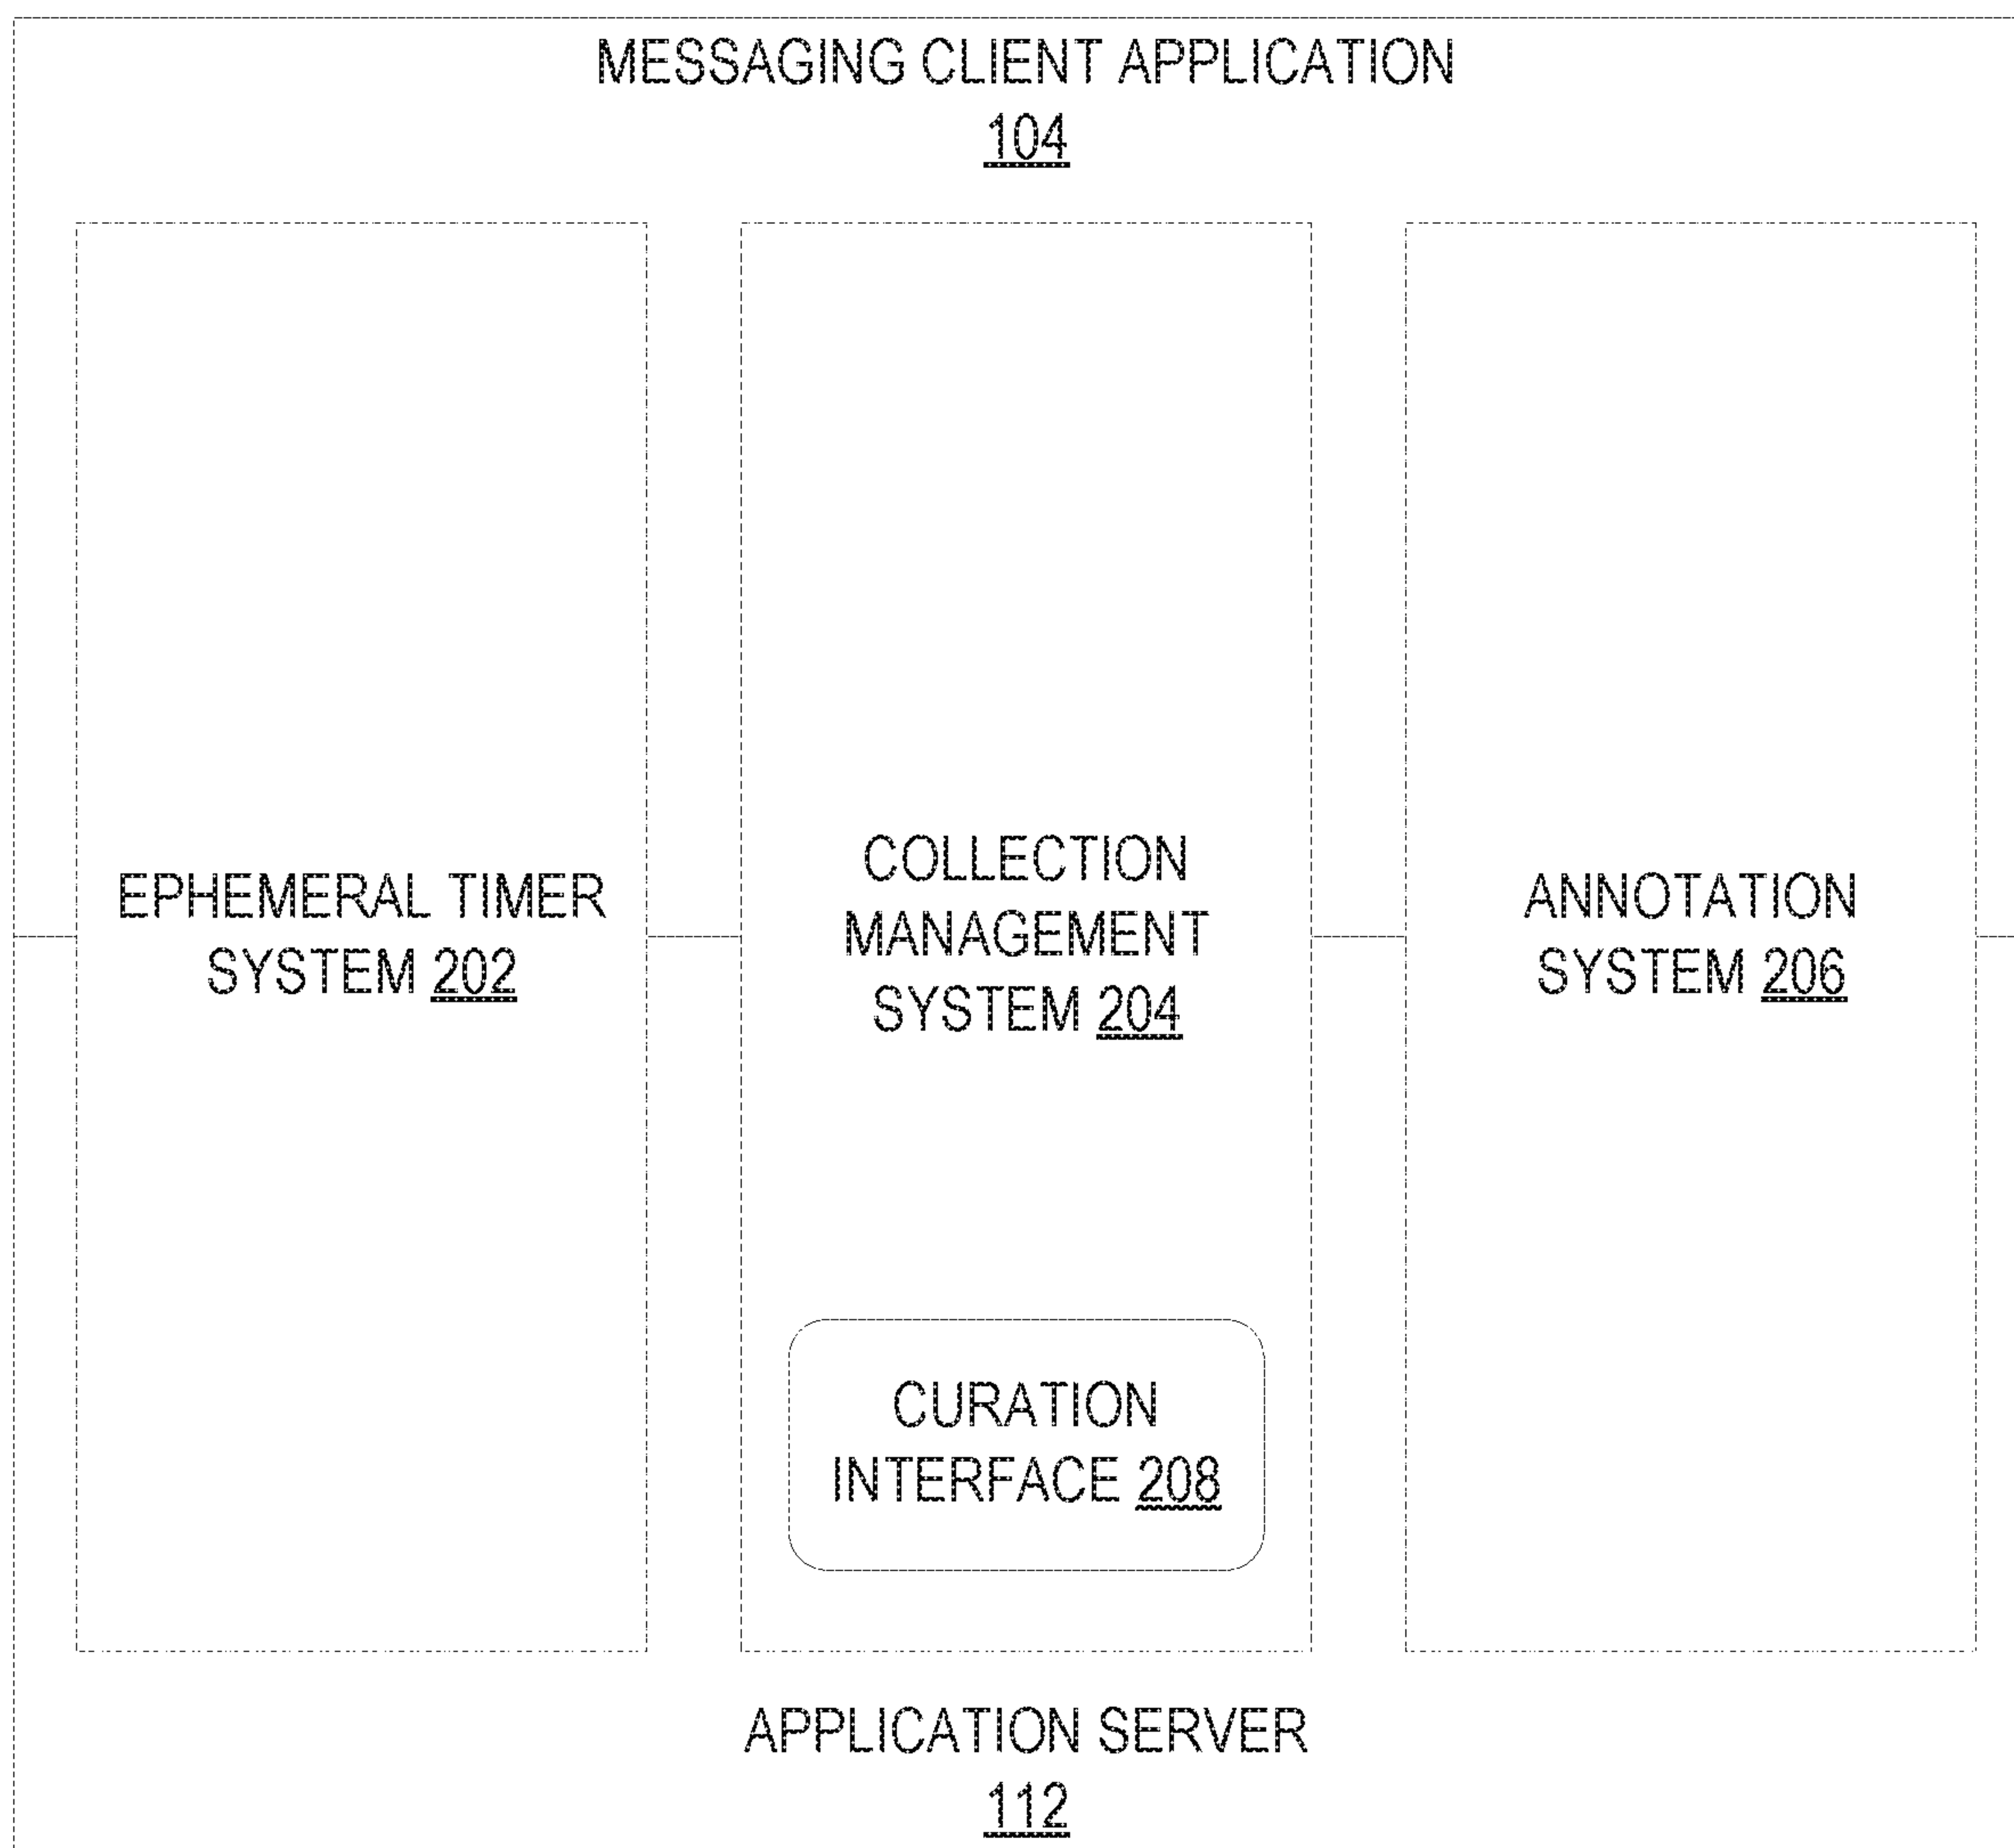 MESSAGING CLIENT APPLICATION
104
EPHEMERAL TIMER
SYSTEM 202
COLLECTION
MANAGEMENT
SYSTEM 204
CURATION
INTERFACE 208
ANNOTATION
SYSTEM 206
APPLICATION SERVER
112